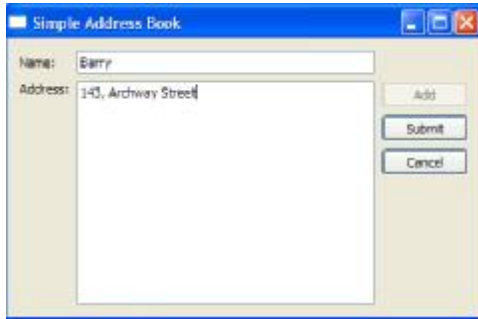 Simple Address Book
Name: Barry
Address: 143, Archway Street
Add
Submit
Cancel